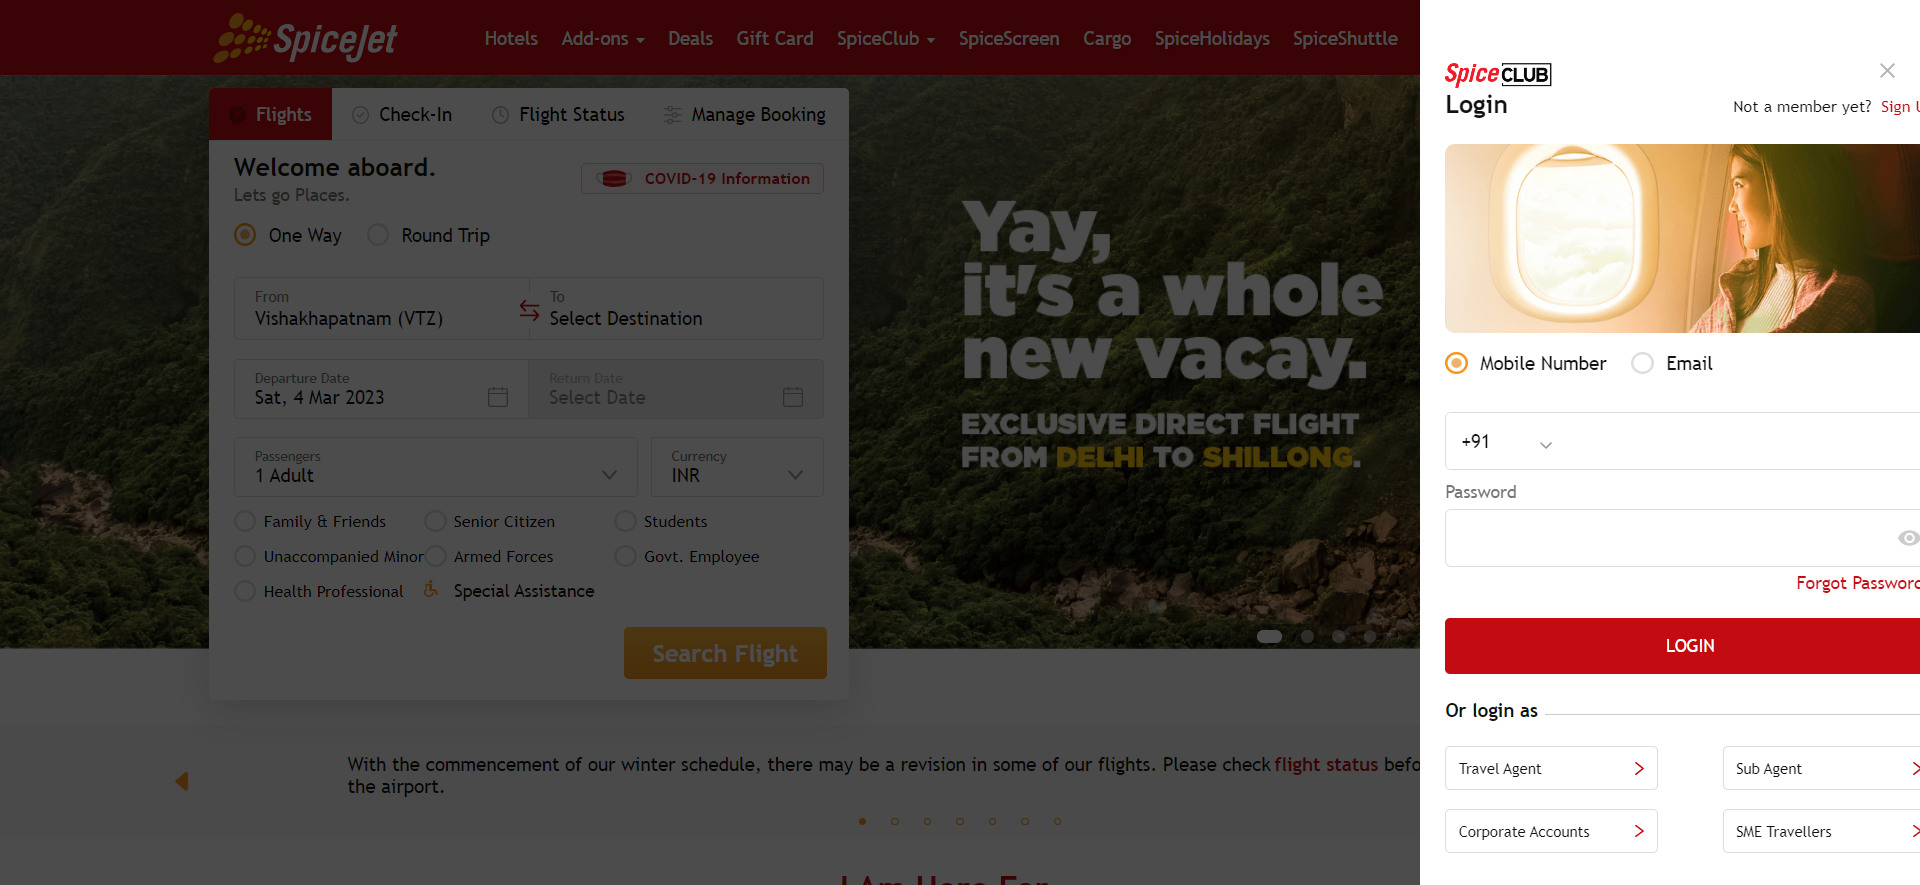 SpiceJet
Hotels Add-ons Deals Gift Card SpiceClub SpiceScreen Cargo SpiceHolidays SpiceShuttle
Flights Check-In Flight Status Manage Booking
Welcome aboard.
Lets go Places.
COVID-19 Information
One Way Round Trip
From
Vishakhapatnam (VTZ)
To
Select Destination
Departure Date
Sat, 4 Mar 2023
Return Date
Select Date
Passengers
1 Adult
Currency
INR
Family & Friends Senior Citizen Students
Unaccompanied Minor Armed Forces Govt. Employee
Health Professional Special Assistance
Search Flight
Yay,
it's a whole
new vacay.
EXCLUSIVE DIRECT FLIGHT
FROM DELHI TO SHILLONG.
With the commencement of our winter schedule, there may be a revision in some of our flights. Please check flight status befo
the airport.
SpiceCLUB
Login
Not a member yet? Sign
Mobile Number Email
+91
Password
Forgot Password
LOGIN
Or login as
Travel Agent Sub Agent
Corporate Accounts SME Travellers